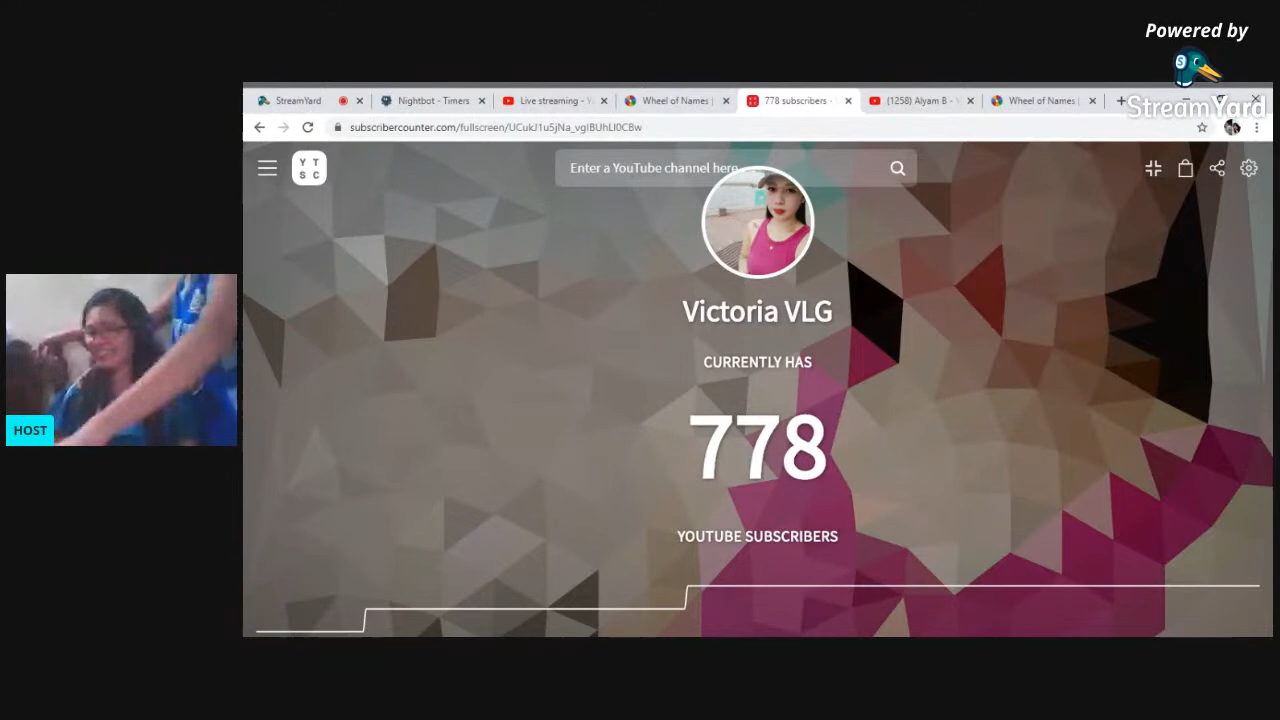 Powered by
StreamYard
StreamYard
Nightbot - Timers
Live streaming - Y
Wheel of Names |
778 subscribers -
(1258) Alyam B - Y
Wheel of Names |
subscribercounter.com/fullscreen/
Y T
S C
Enter a YouTube channel here
Victoria VLG
CURRENTLY HAS
778
YOUTUBE SUBSCRIBERS
HOST